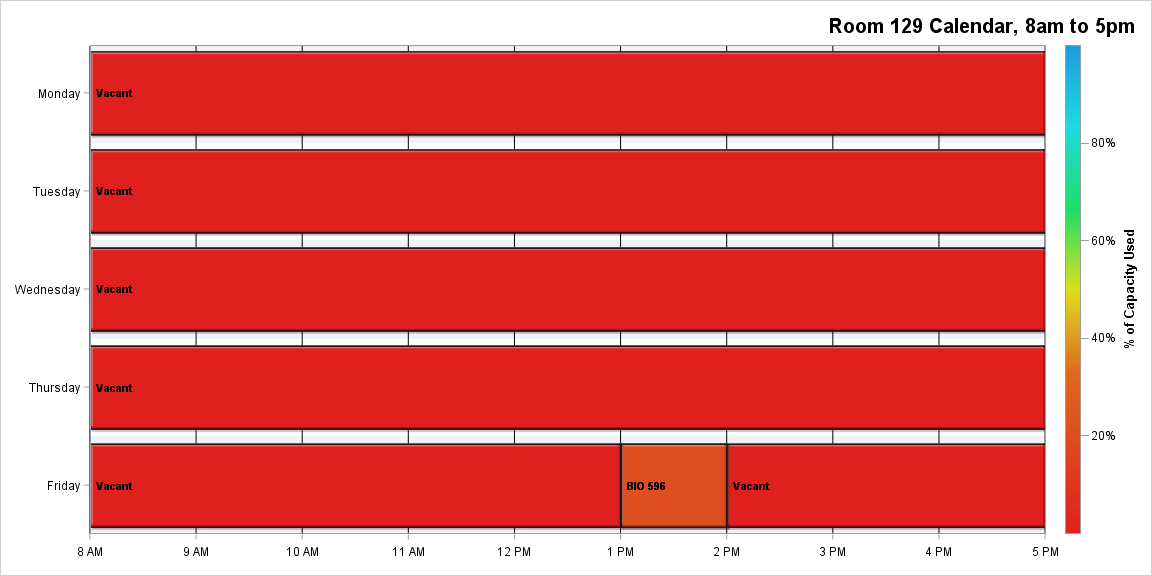 Room 129 Calendar, 8am to 5pm
Monday
Vacant
Tuesday
Vacant
Wednesday
Vacant
Thursday
Vacant
Friday
Vacant
BIO 596
Vacant
8 AM
9 AM
10 AM
11 AM
12 PM
1 PM
2 PM
3 PM
4 PM
5 PM
80%
60%
40%
20%
% of Capacity Used